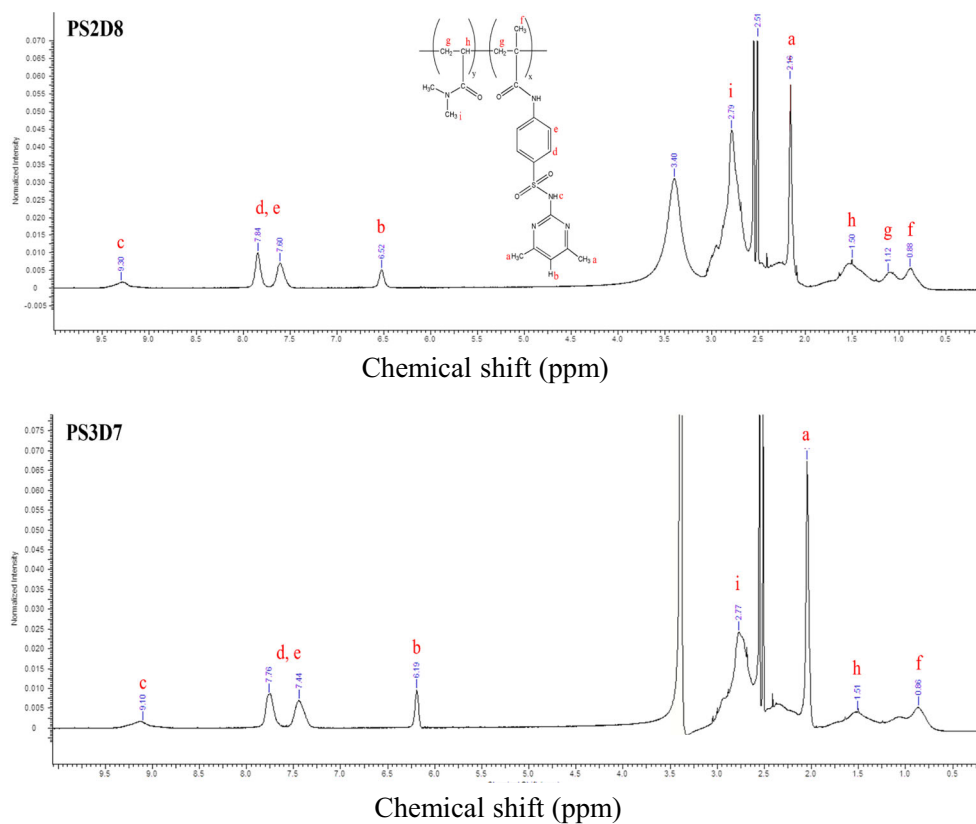 PS2D8
Normalized Intensity
0.070
0.065
0.060
0.055
0.050
0.045
0.040
0.035
0.030
0.025
0.020
0.015
0.010
0.005
0
-0.005
c
9.30
d, e
7.84
7.60
b
6.52
3.40
i
2.79
2.51
a
2.16
h
1.50
g
1.12
f
0.88
g
h
g
f
CH₃
CH₂
CH
y
CH₂
C
x
C
O
H₃C
N
CH₃
i
C
O
NH
e
d
O
S
O
NH
c
N
N
a
H₃C
CH₃
a
H
b
9.0 8.5 8.0 7.5 7.0 6.5 6.0 5.5 5.0 4.5 4.0 3.5 3.0 2.5 2.0 1.5 1.0 0.5
Chemical shift (ppm)
PS3D7
Normalized Intensity
0.075
0.070
0.065
0.060
0.055
0.050
0.045
0.040
0.035
0.030
0.025
0.020
0.015
0.010
0.005
0
c
9.10
d, e
7.76
7.44
b
6.19
i
2.77
a
h
1.51
f
0.86
9.0 8.5 8.0 7.5 7.0 6.5 6.0 5.5 5.0 4.5 4.0 3.5 3.0 2.5 2.0 1.5 1.0 0.5
Chemical shift (ppm)